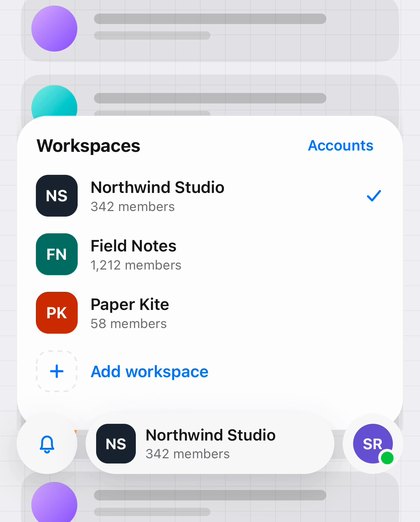 Workspaces
Accounts
NS
Northwind Studio
342 members
FN
Field Notes
1,212 members
PK
Paper Kite
58 members
+ Add workspace
NS
Northwind Studio
342 members
SR